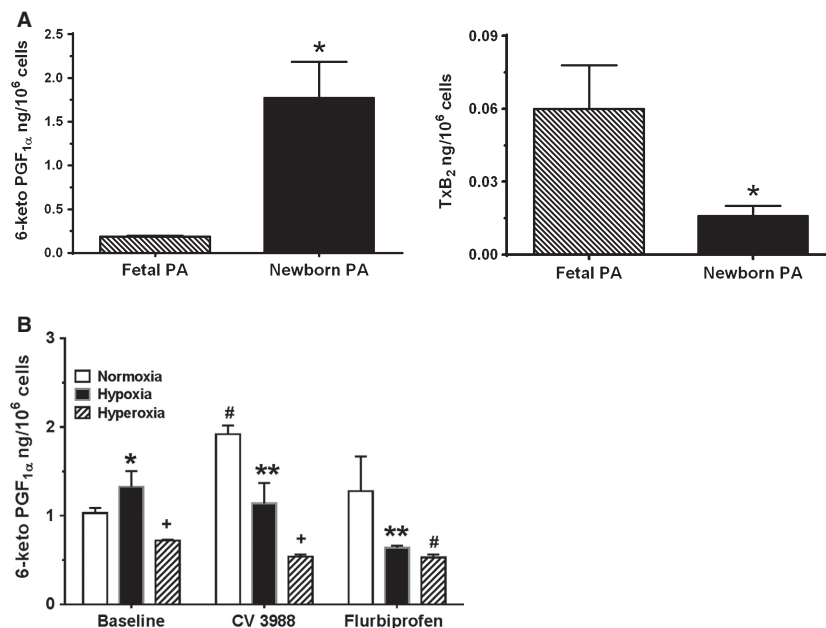 A
6-keto PGF1α ng/10⁶ cells
2.5
2.0
1.5
1.0
0.5
0.0
*
Fetal PA
Newborn PA
TxB2 ng/10⁶ cells
0.09
0.06
0.03
0.00
*
Fetal PA
Newborn PA
B
6-keto PGF1α ng/10⁶ cells
3
2
1
0
Normoxia
Hypoxia
Hyperoxia
*
+
#
**
+
**
#
Baseline
CV 3988
Flurbiprofen